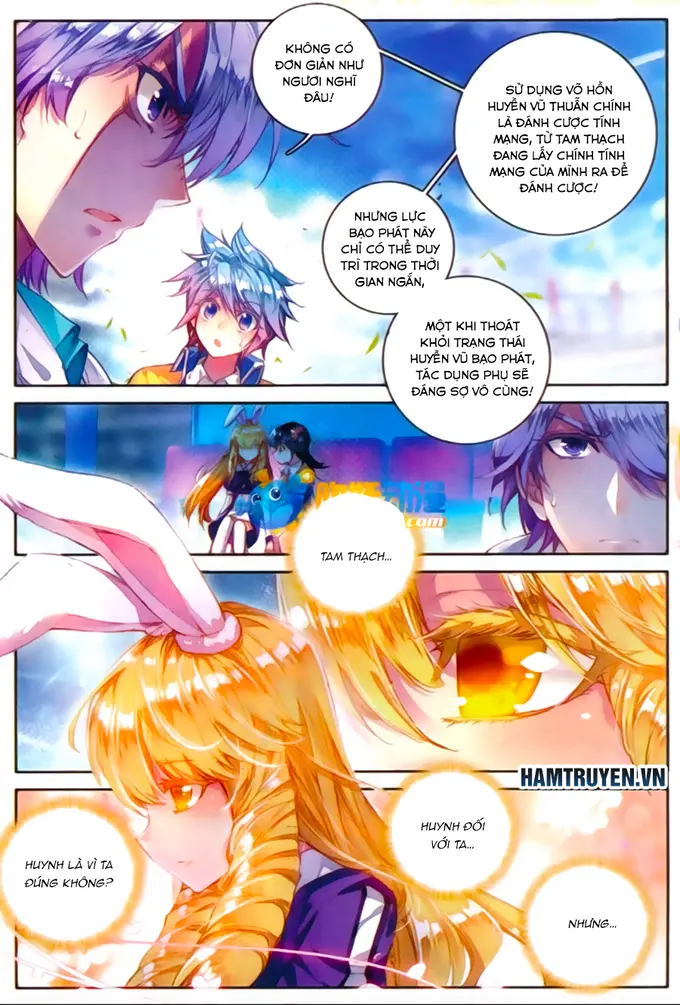 KHÔNG CÓ
ĐƠN GIẢN NHƯ
NGƯƠI NGHĨ
ĐÂU!
SỬ DỤNG VÕ HỒN
HUYỀN VŨ THUẪN CHÍNH
LÀ ĐÁNH CƯỢC TÍNH
MẠNG, TỪ TAM THẠCH
ĐANG LẤY CHÍNH TÍNH
MẠNG CỦA MÌNH RA ĐỂ
ĐÁNH CƯỢC!
NHƯNG LỰC
BẠO PHÁT NÀY
CHỈ CÓ THỂ DUY
TRÌ TRONG THỜI
GIAN NGẮN,
MỘT KHI THOÁT
KHỎI TRẠNG THÁI
HUYỀN VŨ BẠO PHÁT,
TÁC DỤNG PHỤ SẼ
ĐÁNG SỢ VÔ CÙNG!
.com
TAM THẠCH...
HAMTRUYEN.VN
HUYNH ĐỐI
VỚI TA...
HUYNH LÀ VÌ TA
ĐÚNG KHÔNG?
NHƯNG...